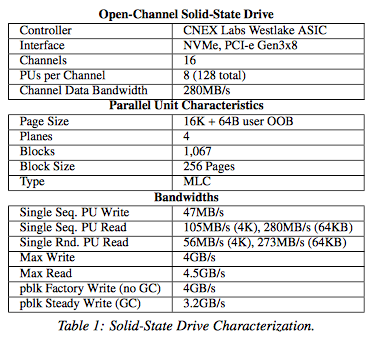 Open-Channel Solid-State Drive
Controller CNEX Labs Westlake ASIC
Interface NVMe, PCI-e Gen3x8
Channels 16
PUs per Channel 8 (128 total)
Channel Data Bandwidth 280MB/s
Parallel Unit Characteristics
Page Size 16K + 64B user OOB
Planes 4
Blocks 1,067
Block Size 256 Pages
Type MLC
Bandwidths
Single Seq. PU Write 47MB/s
Single Seq. PU Read 105MB/s (4K), 280MB/s (64KB)
Single Rnd. PU Read 56MB/s (4K), 273MB/s (64KB)
Max Write 4GB/s
Max Read 4.5GB/s
pblk Factory Write (no GC) 4GB/s
pblk Steady Write (GC) 3.2GB/s
Table 1: Solid-State Drive Characterization.